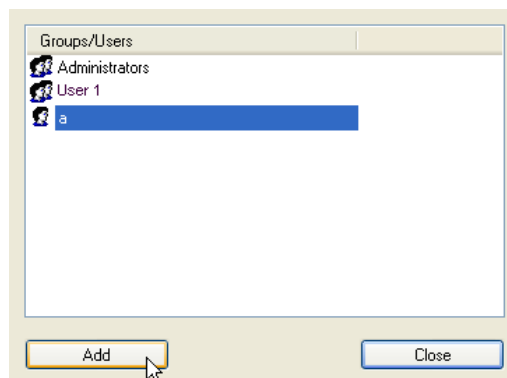 Groups/Users
Administrators
User 1
a
Add
Close